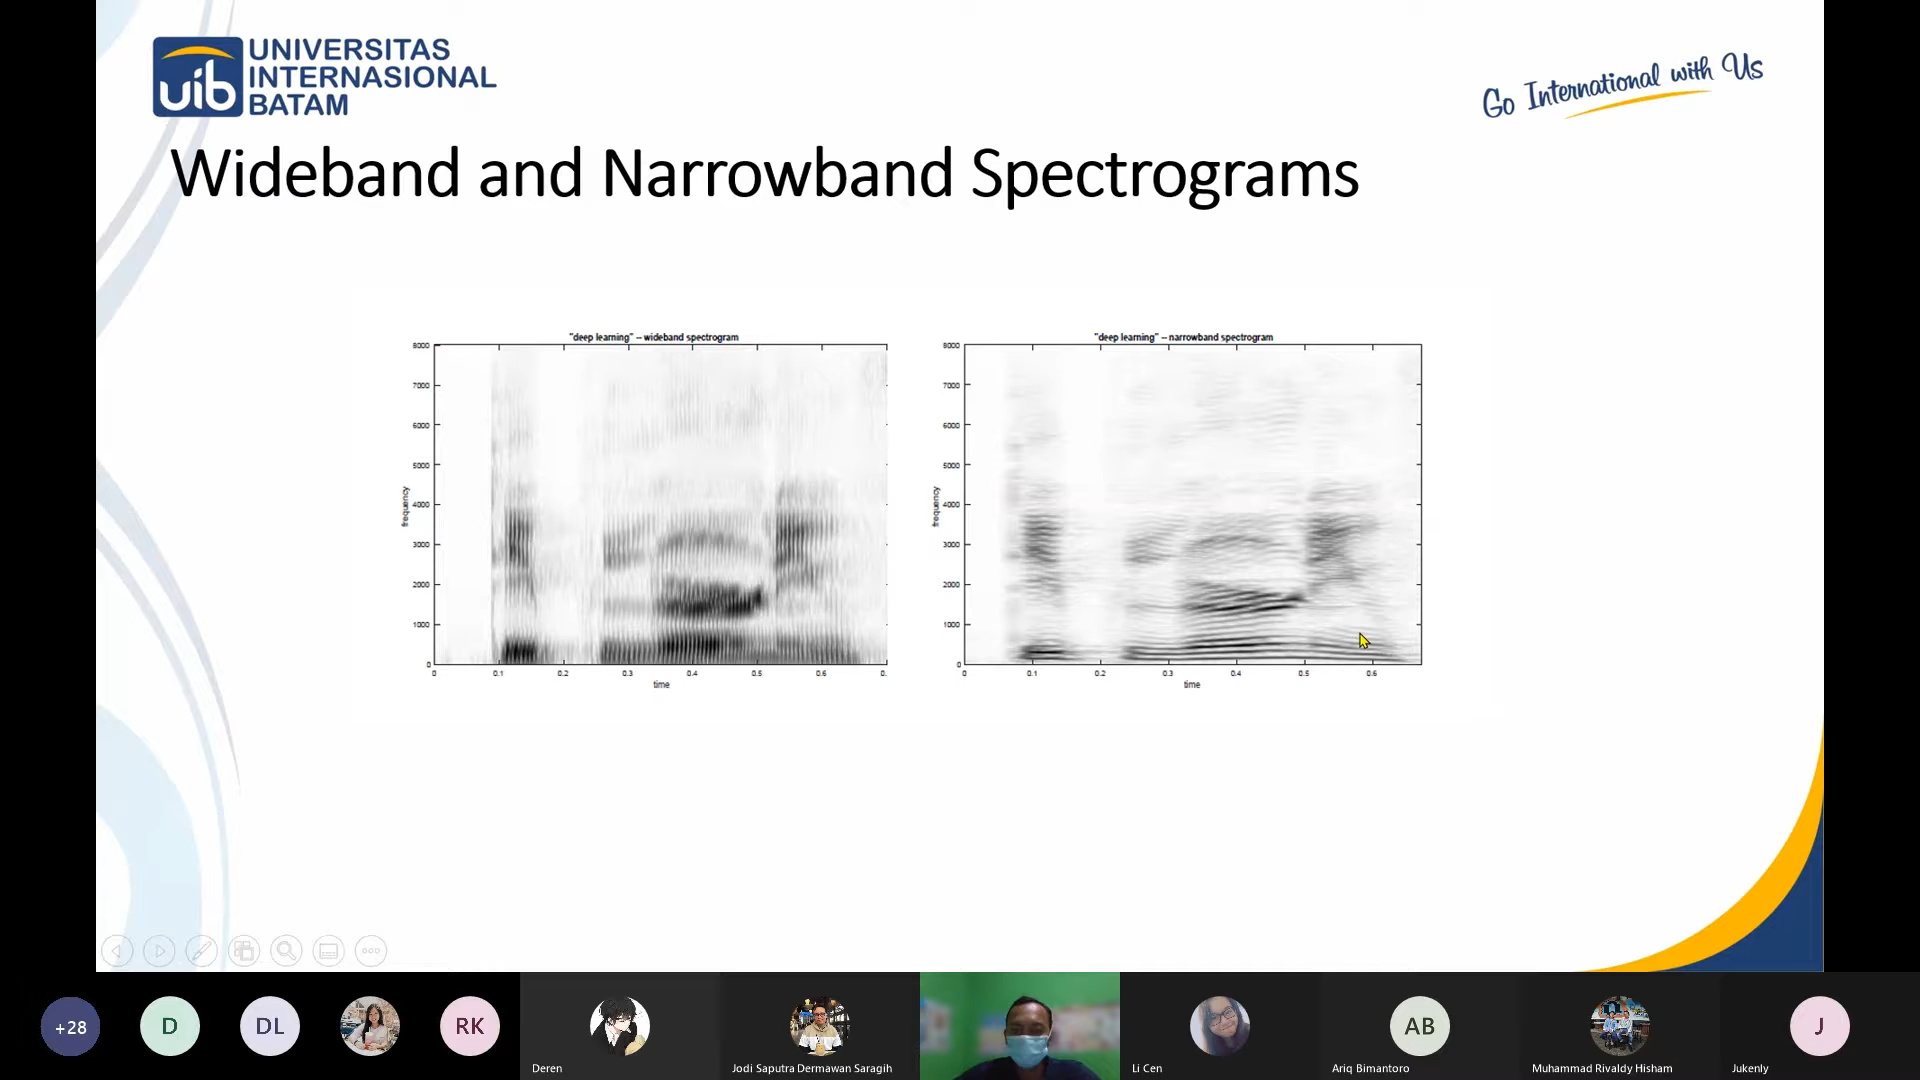 uib
UNIVERSITAS
INTERNASIONAL
BATAM
Go International with Us
Wideband and Narrowband Spectrograms
"deep learning" – wideband spectrogram
8000
7000
6000
5000
4000
3000
2000
1000
0
frequency
0 0.1 0.2 0.3 0.4 0.5 0.6 0.
time
"deep learning" – narrowband spectrogram
8000
7000
6000
5000
4000
3000
2000
1000
0
frequency
0 0.1 0.2 0.3 0.4 0.5 0.6
time
+28
D
DL
RK
Deren
Jodi Saputra Dermawan Saragih
Li Cen
AB
Ariq Bimantoro
Muhammad Rivaldy Hisham
J
Jukenly